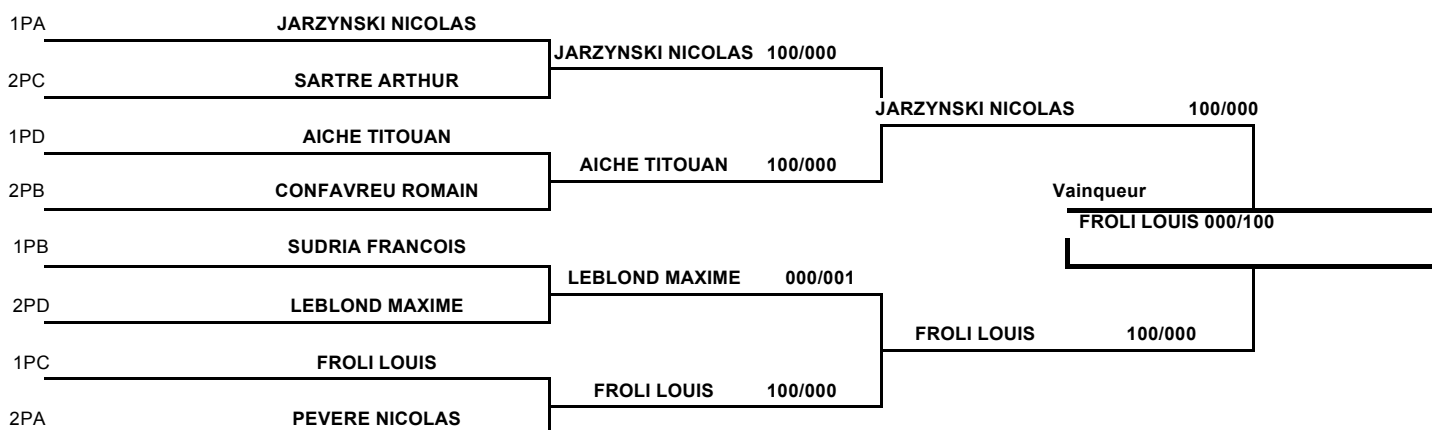 1PA JARZYNSKI NICOLAS
JARZYNSKI NICOLAS 100/000
2PC SARTRE ARTHUR
JARZYNSKI NICOLAS 100/000
1PD AICHE TITOUAN
AICHE TITOUAN 100/000
2PB CONFAVREU ROMAIN
Vainqueur
FROLI LOUIS 000/100
1PB SUDRIA FRANCOIS
LEBLOND MAXIME 000/001
2PD LEBLOND MAXIME
FROLI LOUIS 100/000
1PC FROLI LOUIS
FROLI LOUIS 100/000
2PA PEVERE NICOLAS